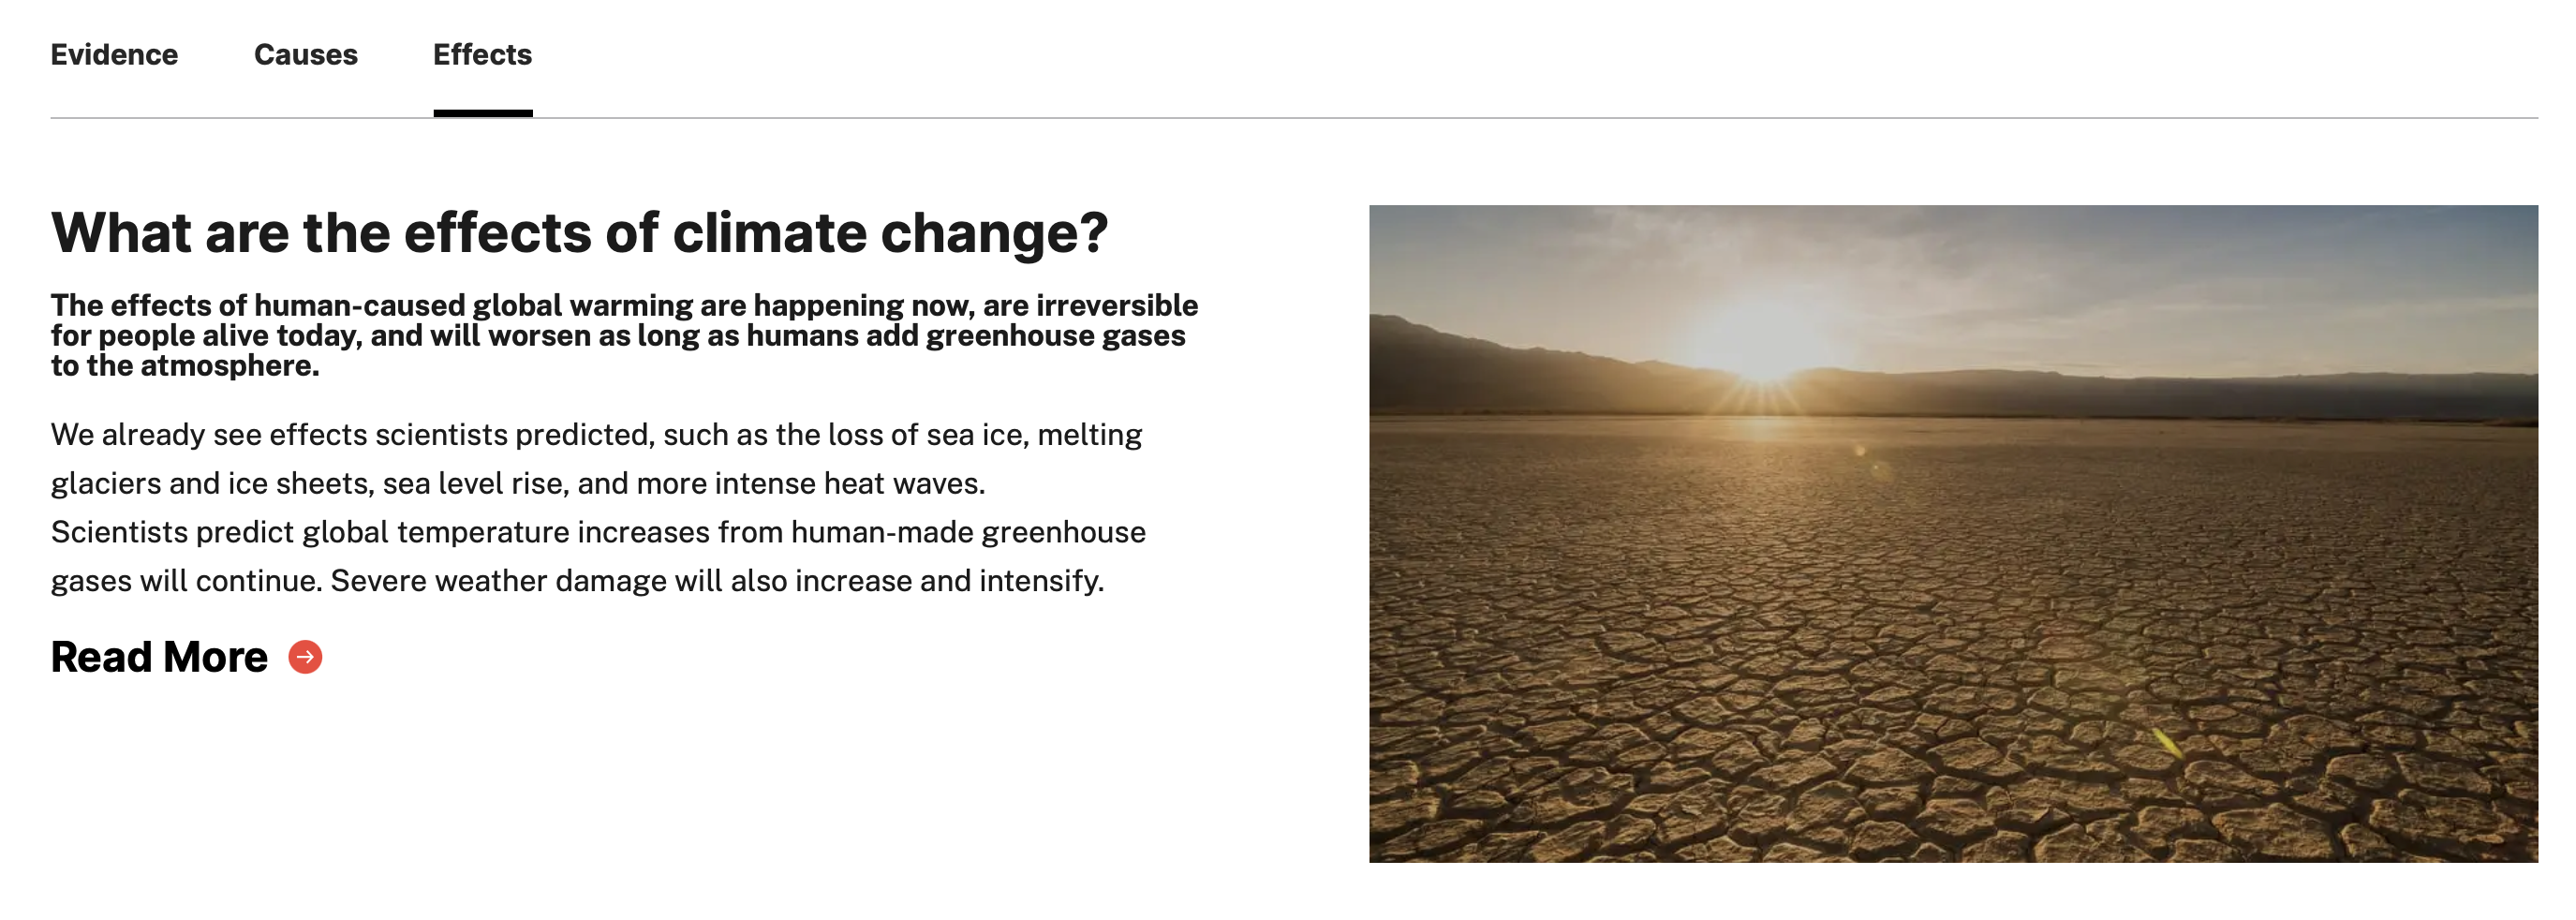 Evidence Causes Effects
What are the effects of climate change?
The effects of human-caused global warming are happening now, are irreversible
for people alive today, and will worsen as long as humans add greenhouse gases
to the atmosphere.
We already see effects scientists predicted, such as the loss of sea ice, melting
glaciers and ice sheets, sea level rise, and more intense heat waves.
Scientists predict global temperature increases from human-made greenhouse
gases will continue. Severe weather damage will also increase and intensify.
Read More